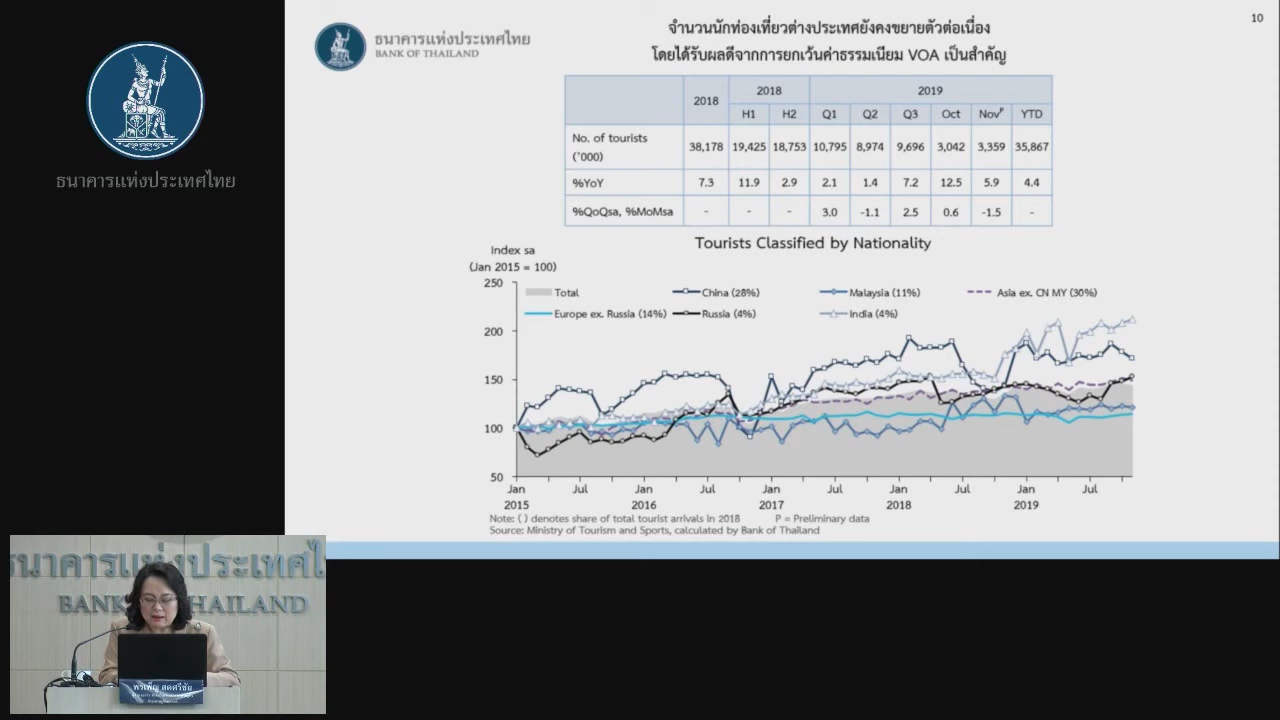 ธนาคารแห่งประเทศไทย
ธนาคารแห่งประเทศไทย
BANK OF THAILAND
10
จำนวนนักท่องเที่ยวต่างประเทศยังคงขยายตัวต่อเนื่อง
โดยได้รับผลดีจากการยกเว้นค่าธรรมเนียม VOA เป็นสำคัญ
2018 2018 2019
H1 H2 Q1 Q2 Q3 Oct Novᴾ YTD
No. of tourists
('000) 38,178 19,425 18,753 10,795 8,974 9,696 3,042 3,359 35,867
%YoY 7.3 11.9 2.9 2.1 1.4 7.2 12.5 5.9 4.4
%QoQsa, %MoMsa - - - 3.0 -1.1 2.5 0.6 -1.5 -
Tourists Classified by Nationality
Index sa
(Jan 2015 = 100)
Total China (28%) Malaysia (11%) Asia ex. CN MY (30%)
Europe ex. Russia (14%) Russia (4%) India (4%)
250
200
150
100
50
Jan Jul Jan Jul Jan Jul Jan Jul Jan Jul
2015 2016 2017 2018 2019
Note: ( ) denotes share of total tourist arrivals in 2018 P = Preliminary data
Source: Ministry of Tourism and Sports, calculated by Bank of Thailand
ธนาคารแห่งประเทศไ
BANK THAILAND
พรเพ็ญ สดศรีชัย